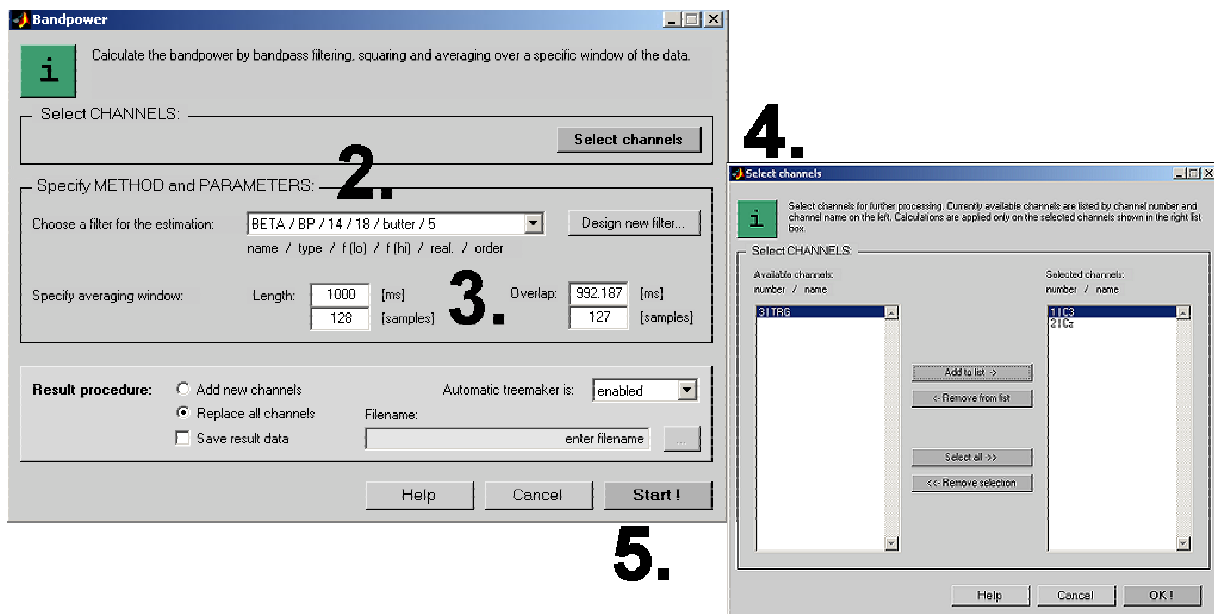 Bandpower
i
Calculate the bandpower by bandpass filtering, squaring and averaging over a specific window of the data.
Select CHANNELS:
Select channels
2.
Specify METHOD and PARAMETERS:
Choose a filter for the estimation:
BETA / BP / 14 / 18 / butter / 5
Design new filter...
name / type / f(lo) / f(hi) / real. / order
Specify averaging window:
Length:
1000
[ms]
128
[samples]
3.
Overlap:
992.187
[ms]
127
[samples]
Result procedure:
Add new channels
Replace all channels
Save result data
Automatic treemaker is:
enabled
Filename:
enter filename
...
Help
Cancel
Start !
5.
4.
Select channels
i
Select channels for further processing. Currently available channels are listed by channel number and
channel name on the left. Calculations are applied only on the selected channels shown in the right list
box.
Select CHANNELS:
Available channels:
number / name
3|TRG
Add to list ->
<- Remove from list
Select all ->>
<<- Remove selection
Selected channels:
number / name
1|C3
2|Cz
Help
Cancel
OK !